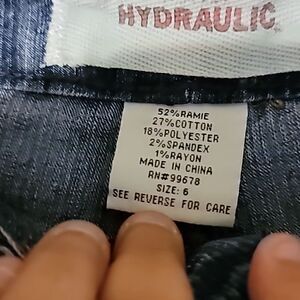 HYDRAULIC
52%RAMIE
27%COTTON
18%POLYESTER
2%SPANDEX
1%RAYON
MADE IN CHINA
RN#99678
SIZE: 6
SEE REVERSE FOR CARE